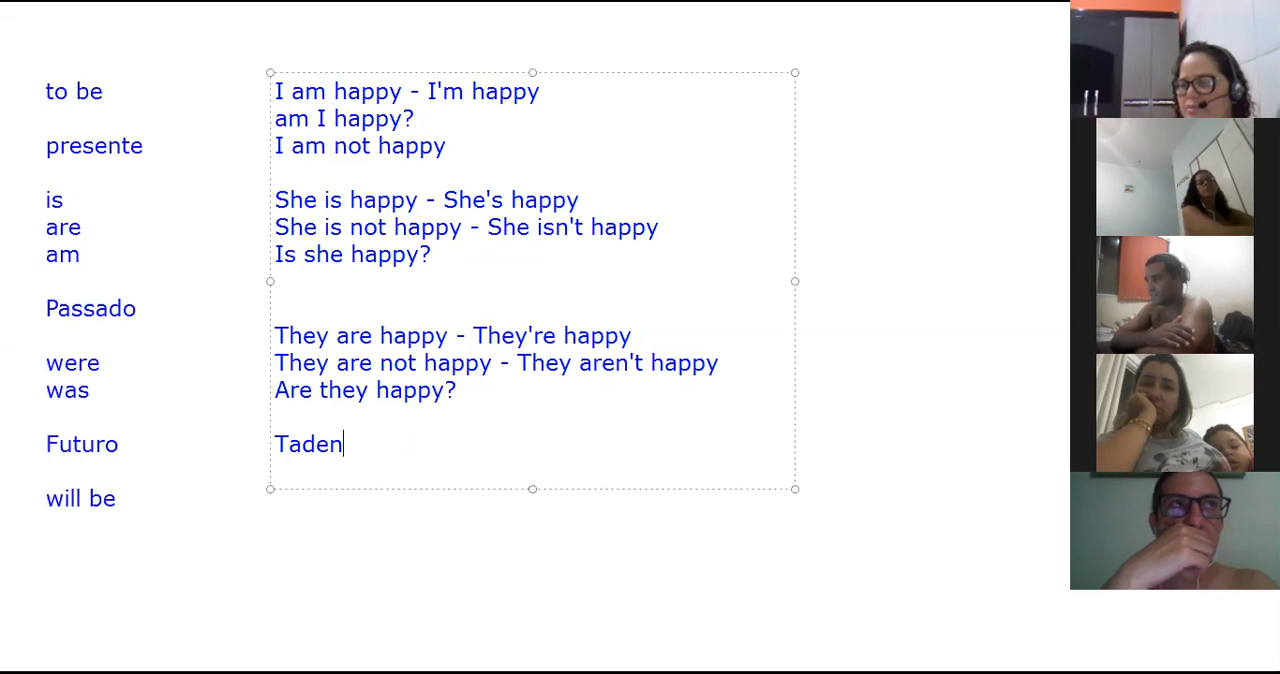 to be
presente
is
are
am
Passado
were
was
Futuro
will be
I am happy - I'm happy
am I happy?
I am not happy
She is happy - She's happy
She is not happy - She isn't happy
Is she happy?
They are happy - They're happy
They are not happy - They aren't happy
Are they happy?
Taden